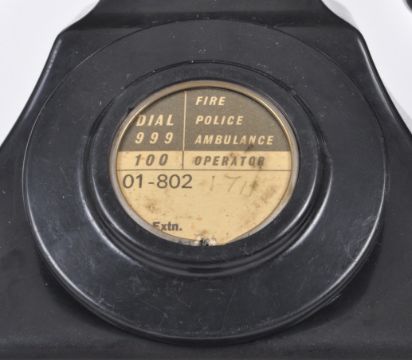 FIRE
DIAL POLICE
999 AMBULANCE
100 OPERATOR
01-802
Extn.